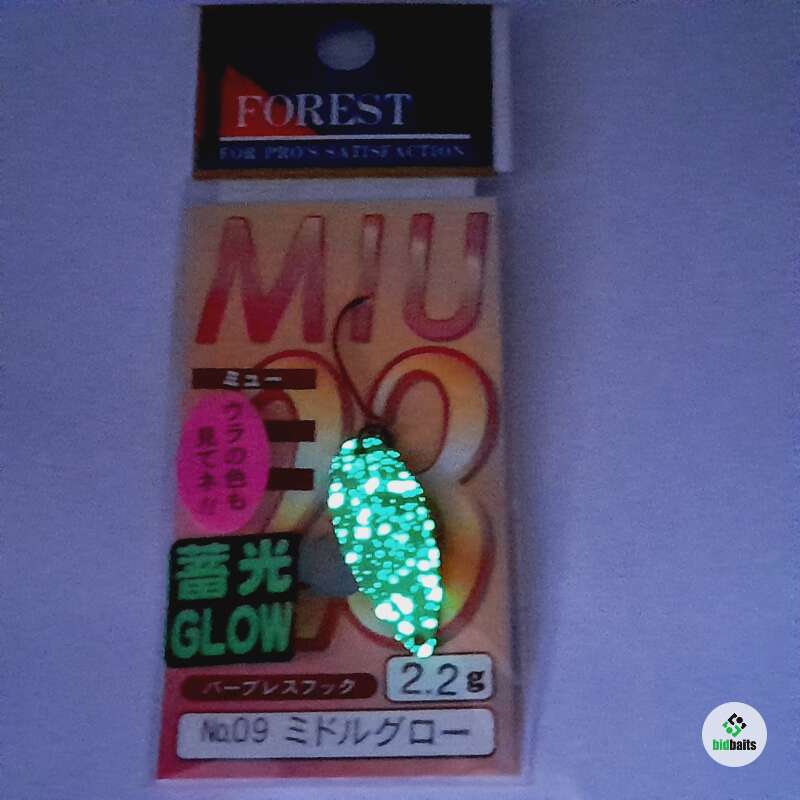 FOREST
FOR PRO'S SATISFACTION
MIU
ミュー
ウラの色も
見てネ!!
蓄光
GLOW
バーブレスフック
2.2g
No.09 ミドルグロー
bidbaits